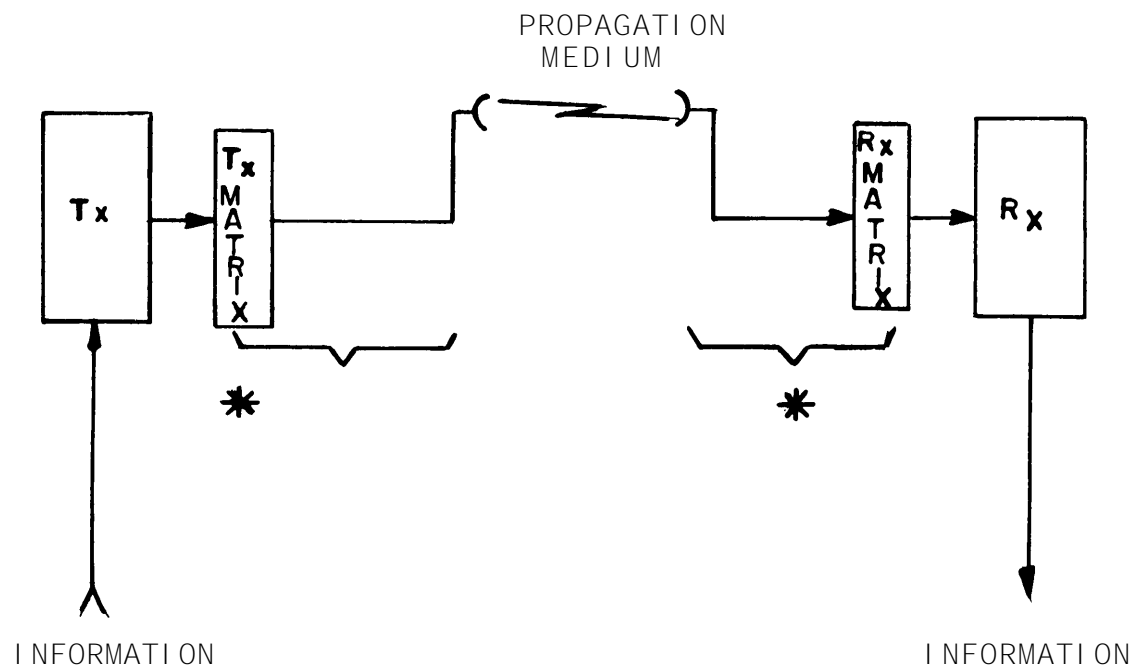 PROPAGATION
MEDIUM
Tx
Tx
MATRIX
Rx
MATRIX
Rx
*
*
INFORMATION
INFORMATION